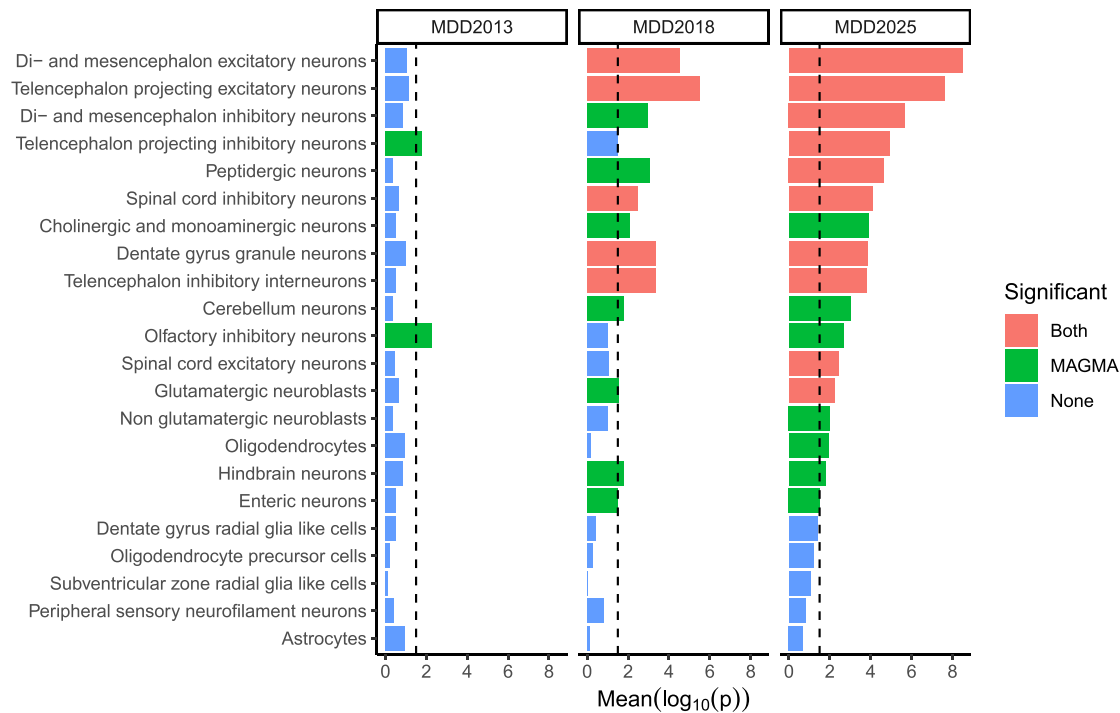 MDD2013 MDD2018 MDD2025
Di− and mesencephalon excitatory neurons
Telencephalon projecting excitatory neurons
Di− and mesencephalon inhibitory neurons
Telencephalon projecting inhibitory neurons
Peptidergic neurons
Spinal cord inhibitory neurons
Cholinergic and monoaminergic neurons
Dentate gyrus granule neurons
Telencephalon inhibitory interneurons
Cerebellum neurons
Olfactory inhibitory neurons
Spinal cord excitatory neurons
Glutamatergic neuroblasts
Non glutamatergic neuroblasts
Oligodendrocytes
Hindbrain neurons
Enteric neurons
Dentate gyrus radial glia like cells
Oligodendrocyte precursor cells
Subventricular zone radial glia like cells
Peripheral sensory neurofilament neurons
Astrocytes
0 2 4 6 8 0 2 4 6 8 0 2 4 6 8
Mean(log₁₀(p))
Significant
Both
MAGMA
None